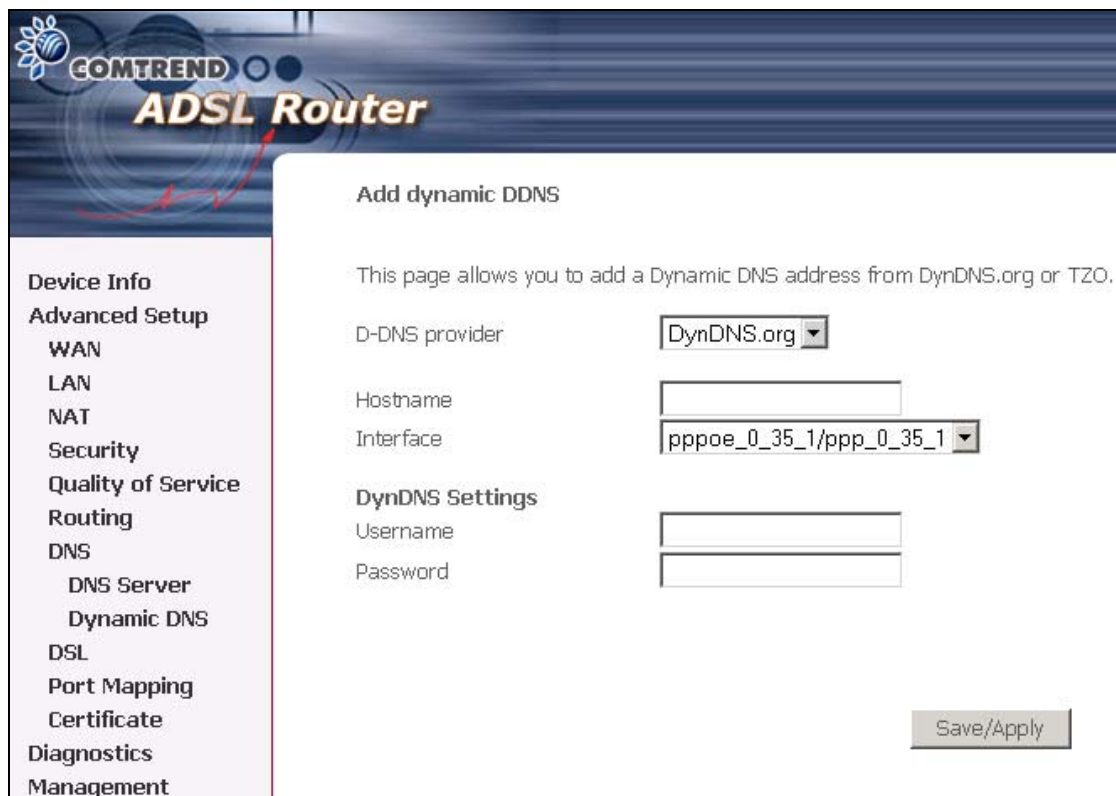 COMTREND
ADSL Router
Add dynamic DDNS
This page allows you to add a Dynamic DNS address from DynDNS.org or TZO.
D-DNS provider
DynDNS.org
Hostname
Interface
pppoe_0_35_1/ppp_0_35_1
DynDNS Settings
Username
Password
Save/Apply
Device Info
Advanced Setup
WAN
LAN
NAT
Security
Quality of Service
Routing
DNS
DNS Server
Dynamic DNS
DSL
Port Mapping
Certificate
Diagnostics
Management